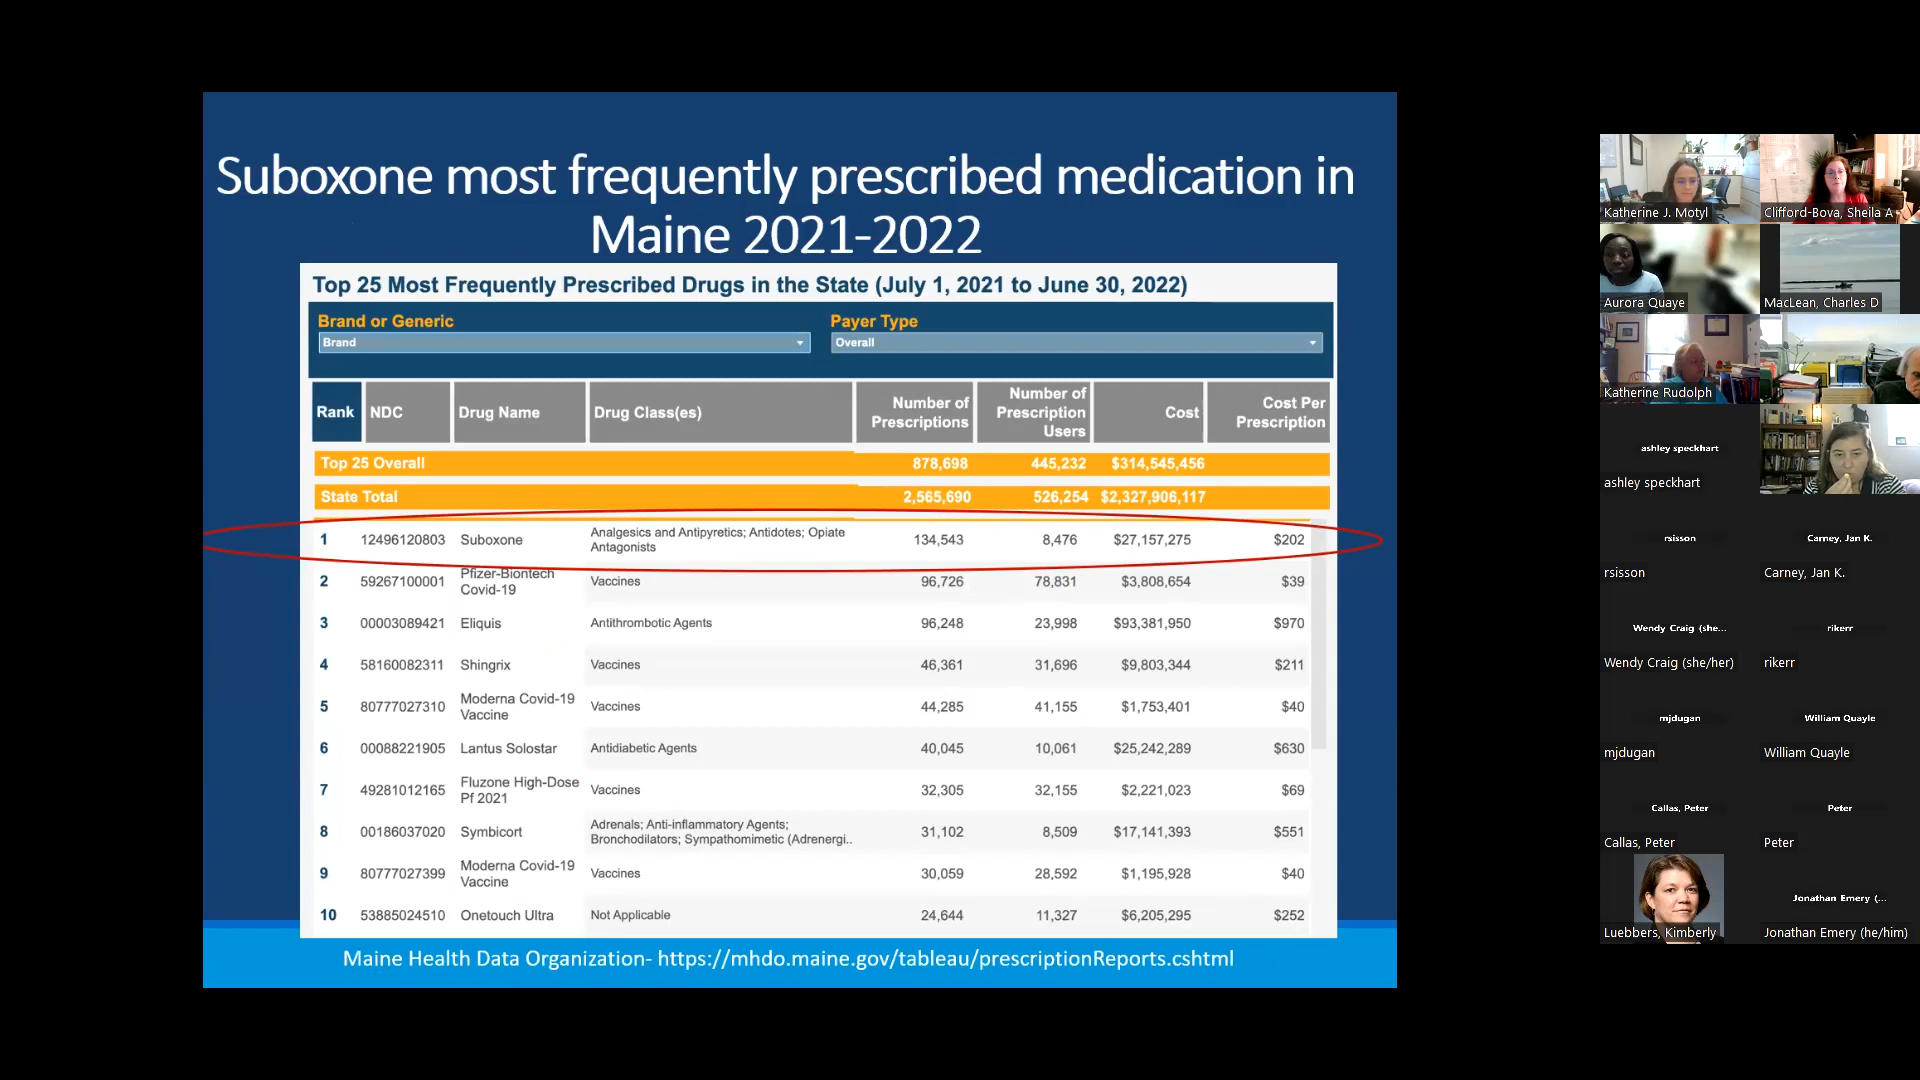 Suboxone most frequently prescribed medication in
Maine 2021-2022
Top 25 Most Frequently Prescribed Drugs in the State (July 1, 2021 to June 30, 2022)
Brand or Generic Payer Type
Brand Overall
Rank NDC Drug Name Drug Class(es) Number of Prescriptions Number of Prescription Users Cost Cost Per Prescription
Top 25 Overall 878,698 445,232 $314,545,456
State Total 2,565,690 526,254 $2,327,906,117
1 12496120803 Suboxone Analgesics and Antipyretics; Antidotes; Opiate Antagonists 134,543 8,476 $27,157,275 $202
2 59267100001 Pfizer-Biontech Covid-19 Vaccines 96,726 78,831 $3,808,654 $39
3 00003089421 Eliquis Antithrombotic Agents 96,248 23,998 $93,381,950 $970
4 58160082311 Shingrix Vaccines 46,361 31,696 $9,803,344 $211
5 80777027310 Moderna Covid-19 Vaccine Vaccines 44,285 41,155 $1,753,401 $40
6 00088221905 Lantus Solostar Antidiabetic Agents 40,045 10,061 $25,242,289 $630
7 49281012165 Fluzone High-Dose Pf 2021 Vaccines 32,305 32,155 $2,221,023 $69
8 00186037020 Symbicort Adrenals; Anti-inflammatory Agents; Bronchodilators; Sympathomimetic (Adrenergi.. 31,102 8,509 $17,141,393 $551
9 80777027399 Moderna Covid-19 Vaccine Vaccines 30,059 28,592 $1,195,928 $40
10 53885024510 Onetouch Ultra Not Applicable 24,644 11,327 $6,205,295 $252
Maine Health Data Organization- https://mhdo.maine.gov/tableau/prescriptionReports.cshtml
Katherine J. Motyl
Clifford-Bova, Sheila A
Aurora Quaye
MacLean, Charles D
Katherine Rudolph
ashley speckhart
ashley speckhart
rsisson
rsisson
Carney, Jan K.
Carney, Jan K.
Wendy Craig (she...
Wendy Craig (she/her)
rikerr
rikerr
mjdugan
mjdugan
William Quayle
William Quayle
Callas, Peter
Callas, Peter
Peter
Peter
Luebbers, Kimberly
Jonathan Emery (...
Jonathan Emery (he/him)